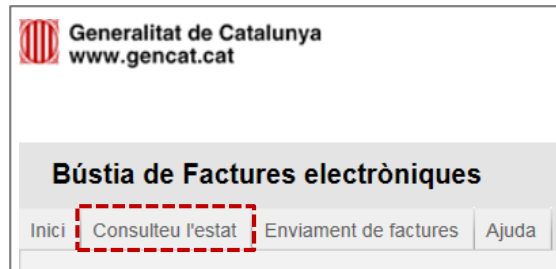 Generalitat de Catalunya
www.gencat.cat
Bústia de Factures electròniques
Inici Consulteu l'estat Enviament de factures Ajuda